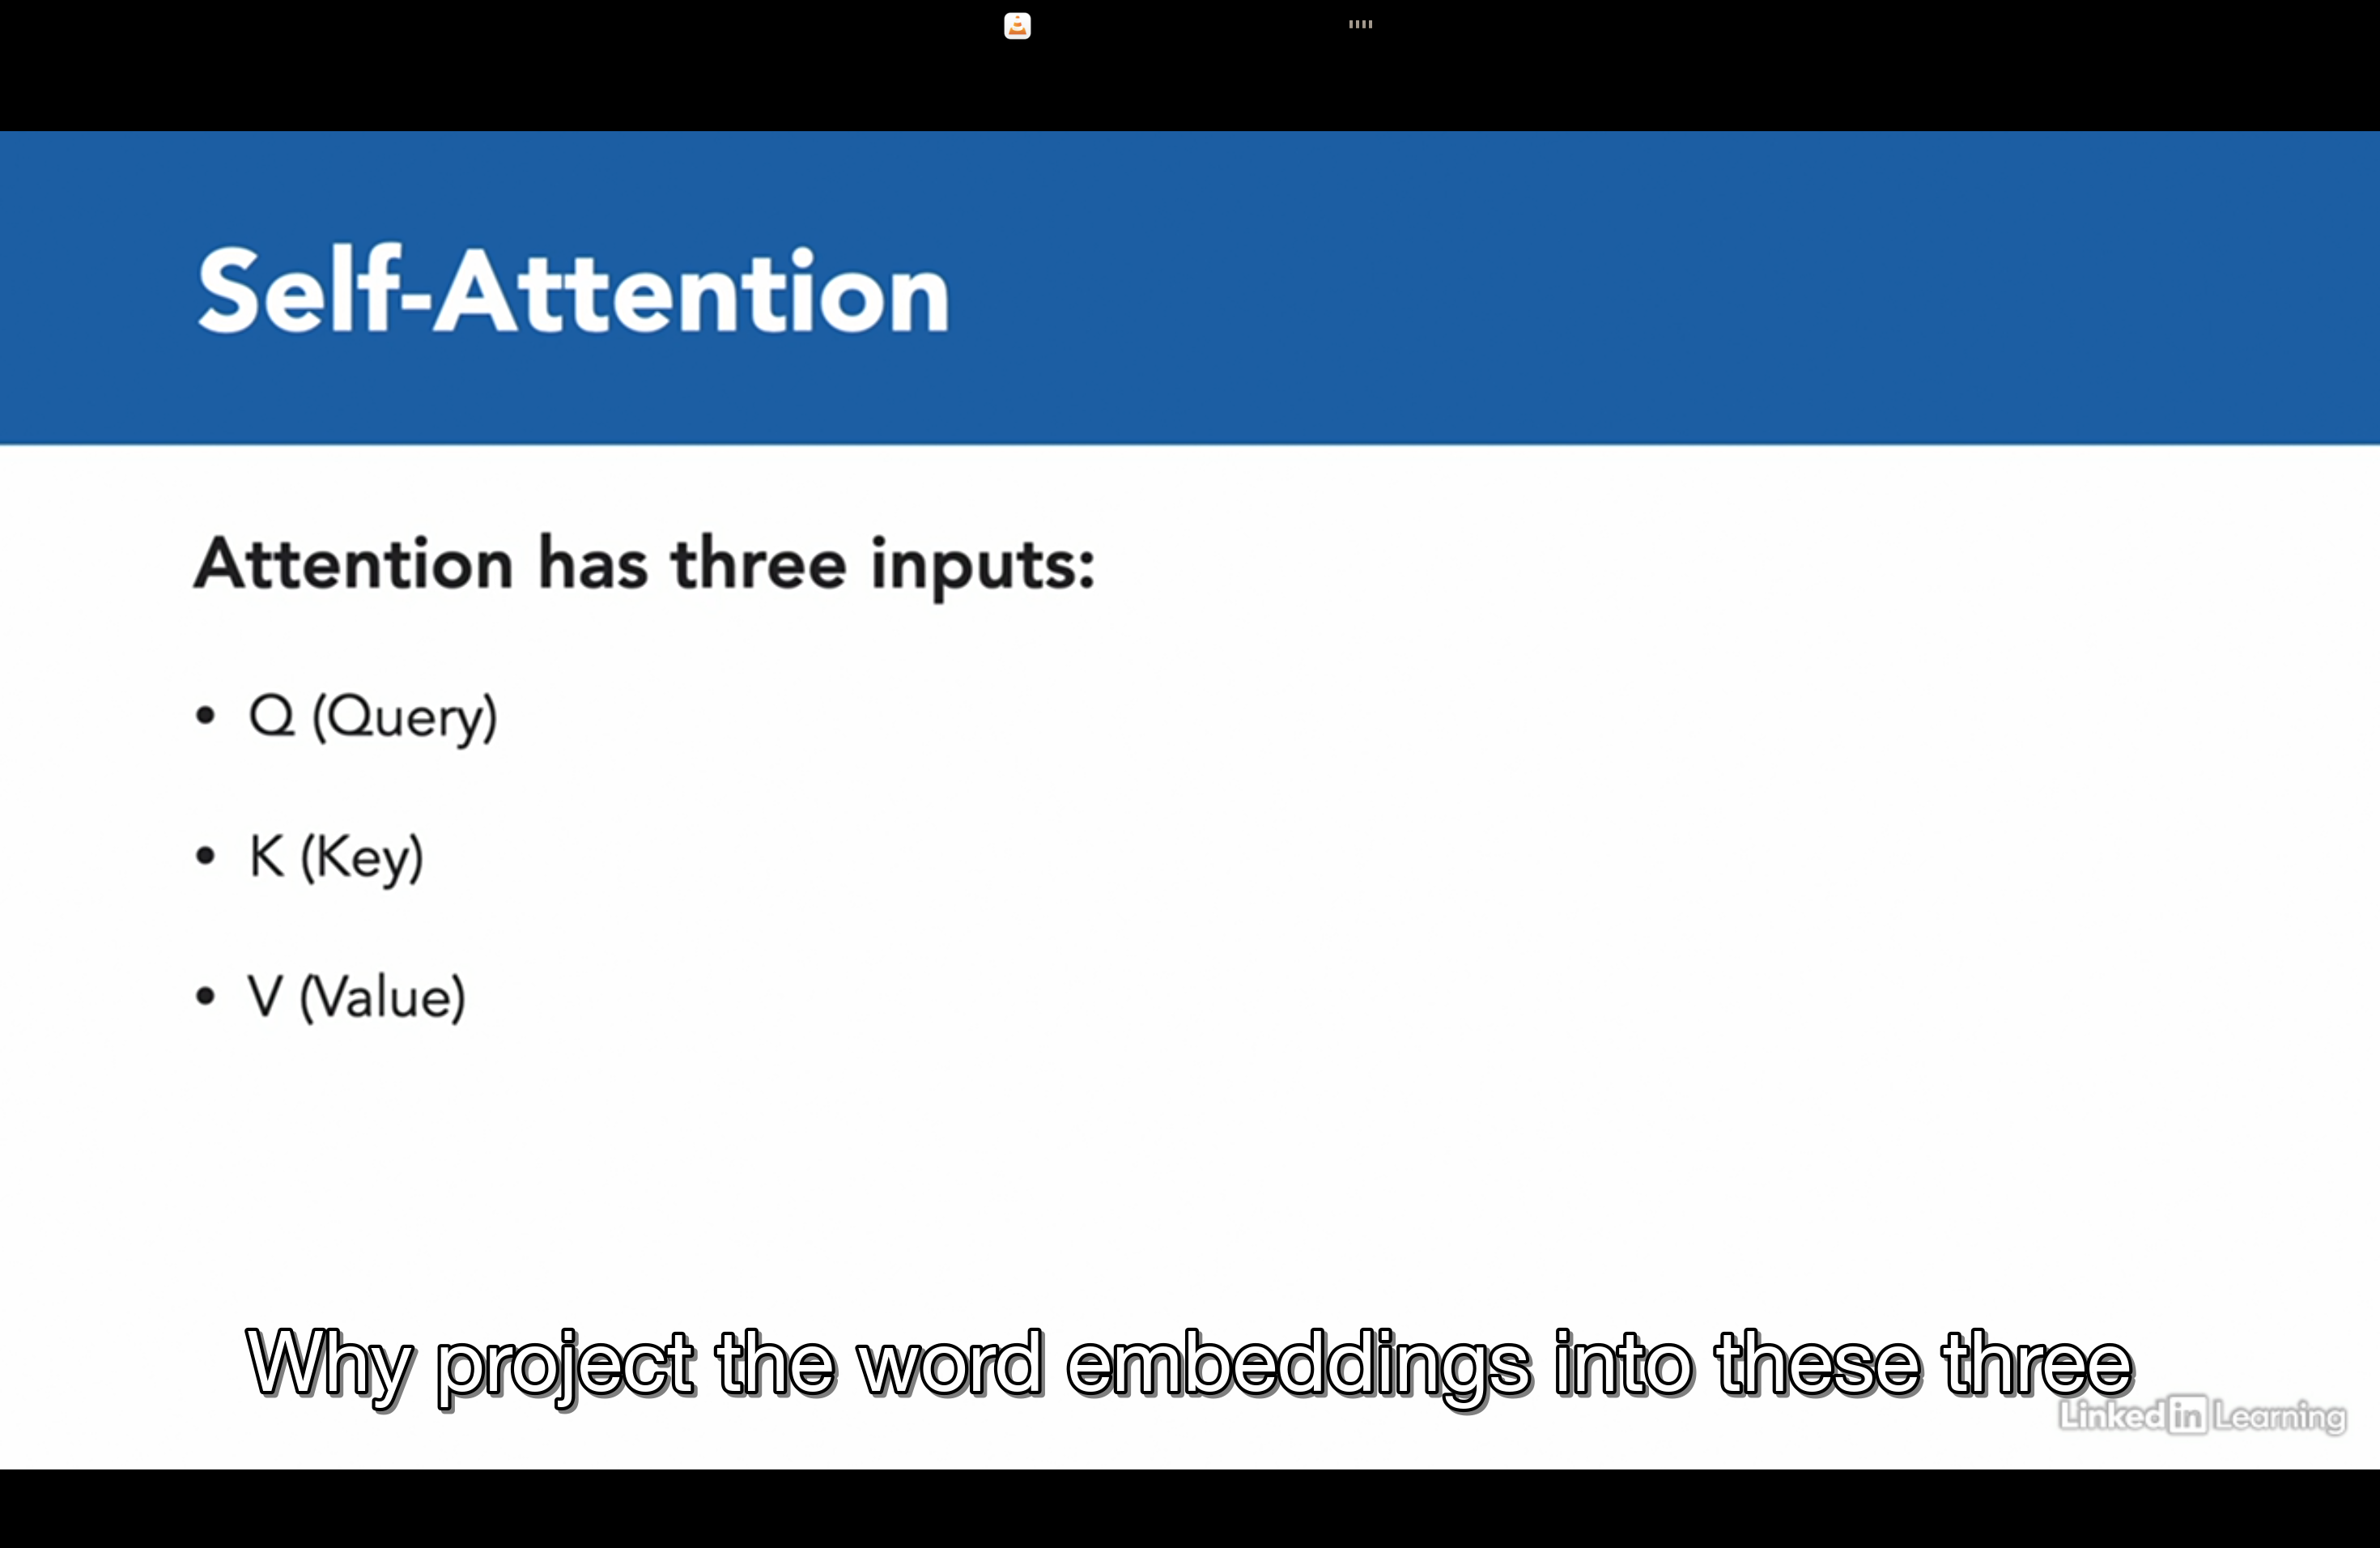 Self-Attention
Attention has three inputs:
• Q (Query)
• K (Key)
• V (Value)
Why project the word embeddings into these three
Linked in Learning